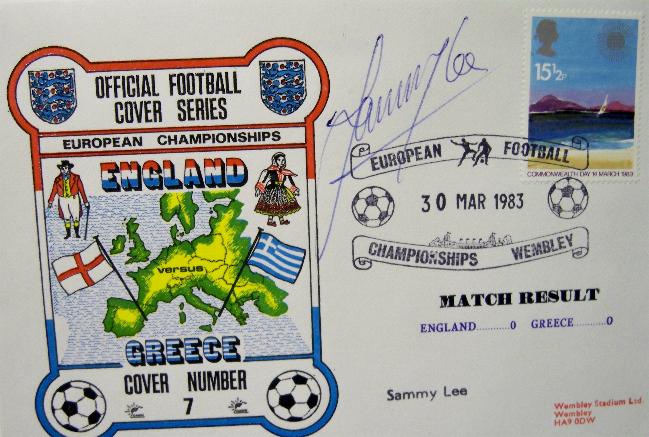 OFFICIAL FOOTBALL
COVER SERIES
EUROPEAN CHAMPIONSHIPS
ENGLAND
versus
GREECE
COVER NUMBER
7
Sammy Lee
15½p
COMMONWEALTH DAY 14 MARCH 1983
EUROPEAN FOOTBALL
30 MAR 1983
CHAMPIONSHIPS WEMBLEY
MATCH RESULT
ENGLAND..........0 GREECE..........0
Sammy Lee
Wembley Stadium Ltd.
Wembley
HA9 0DW